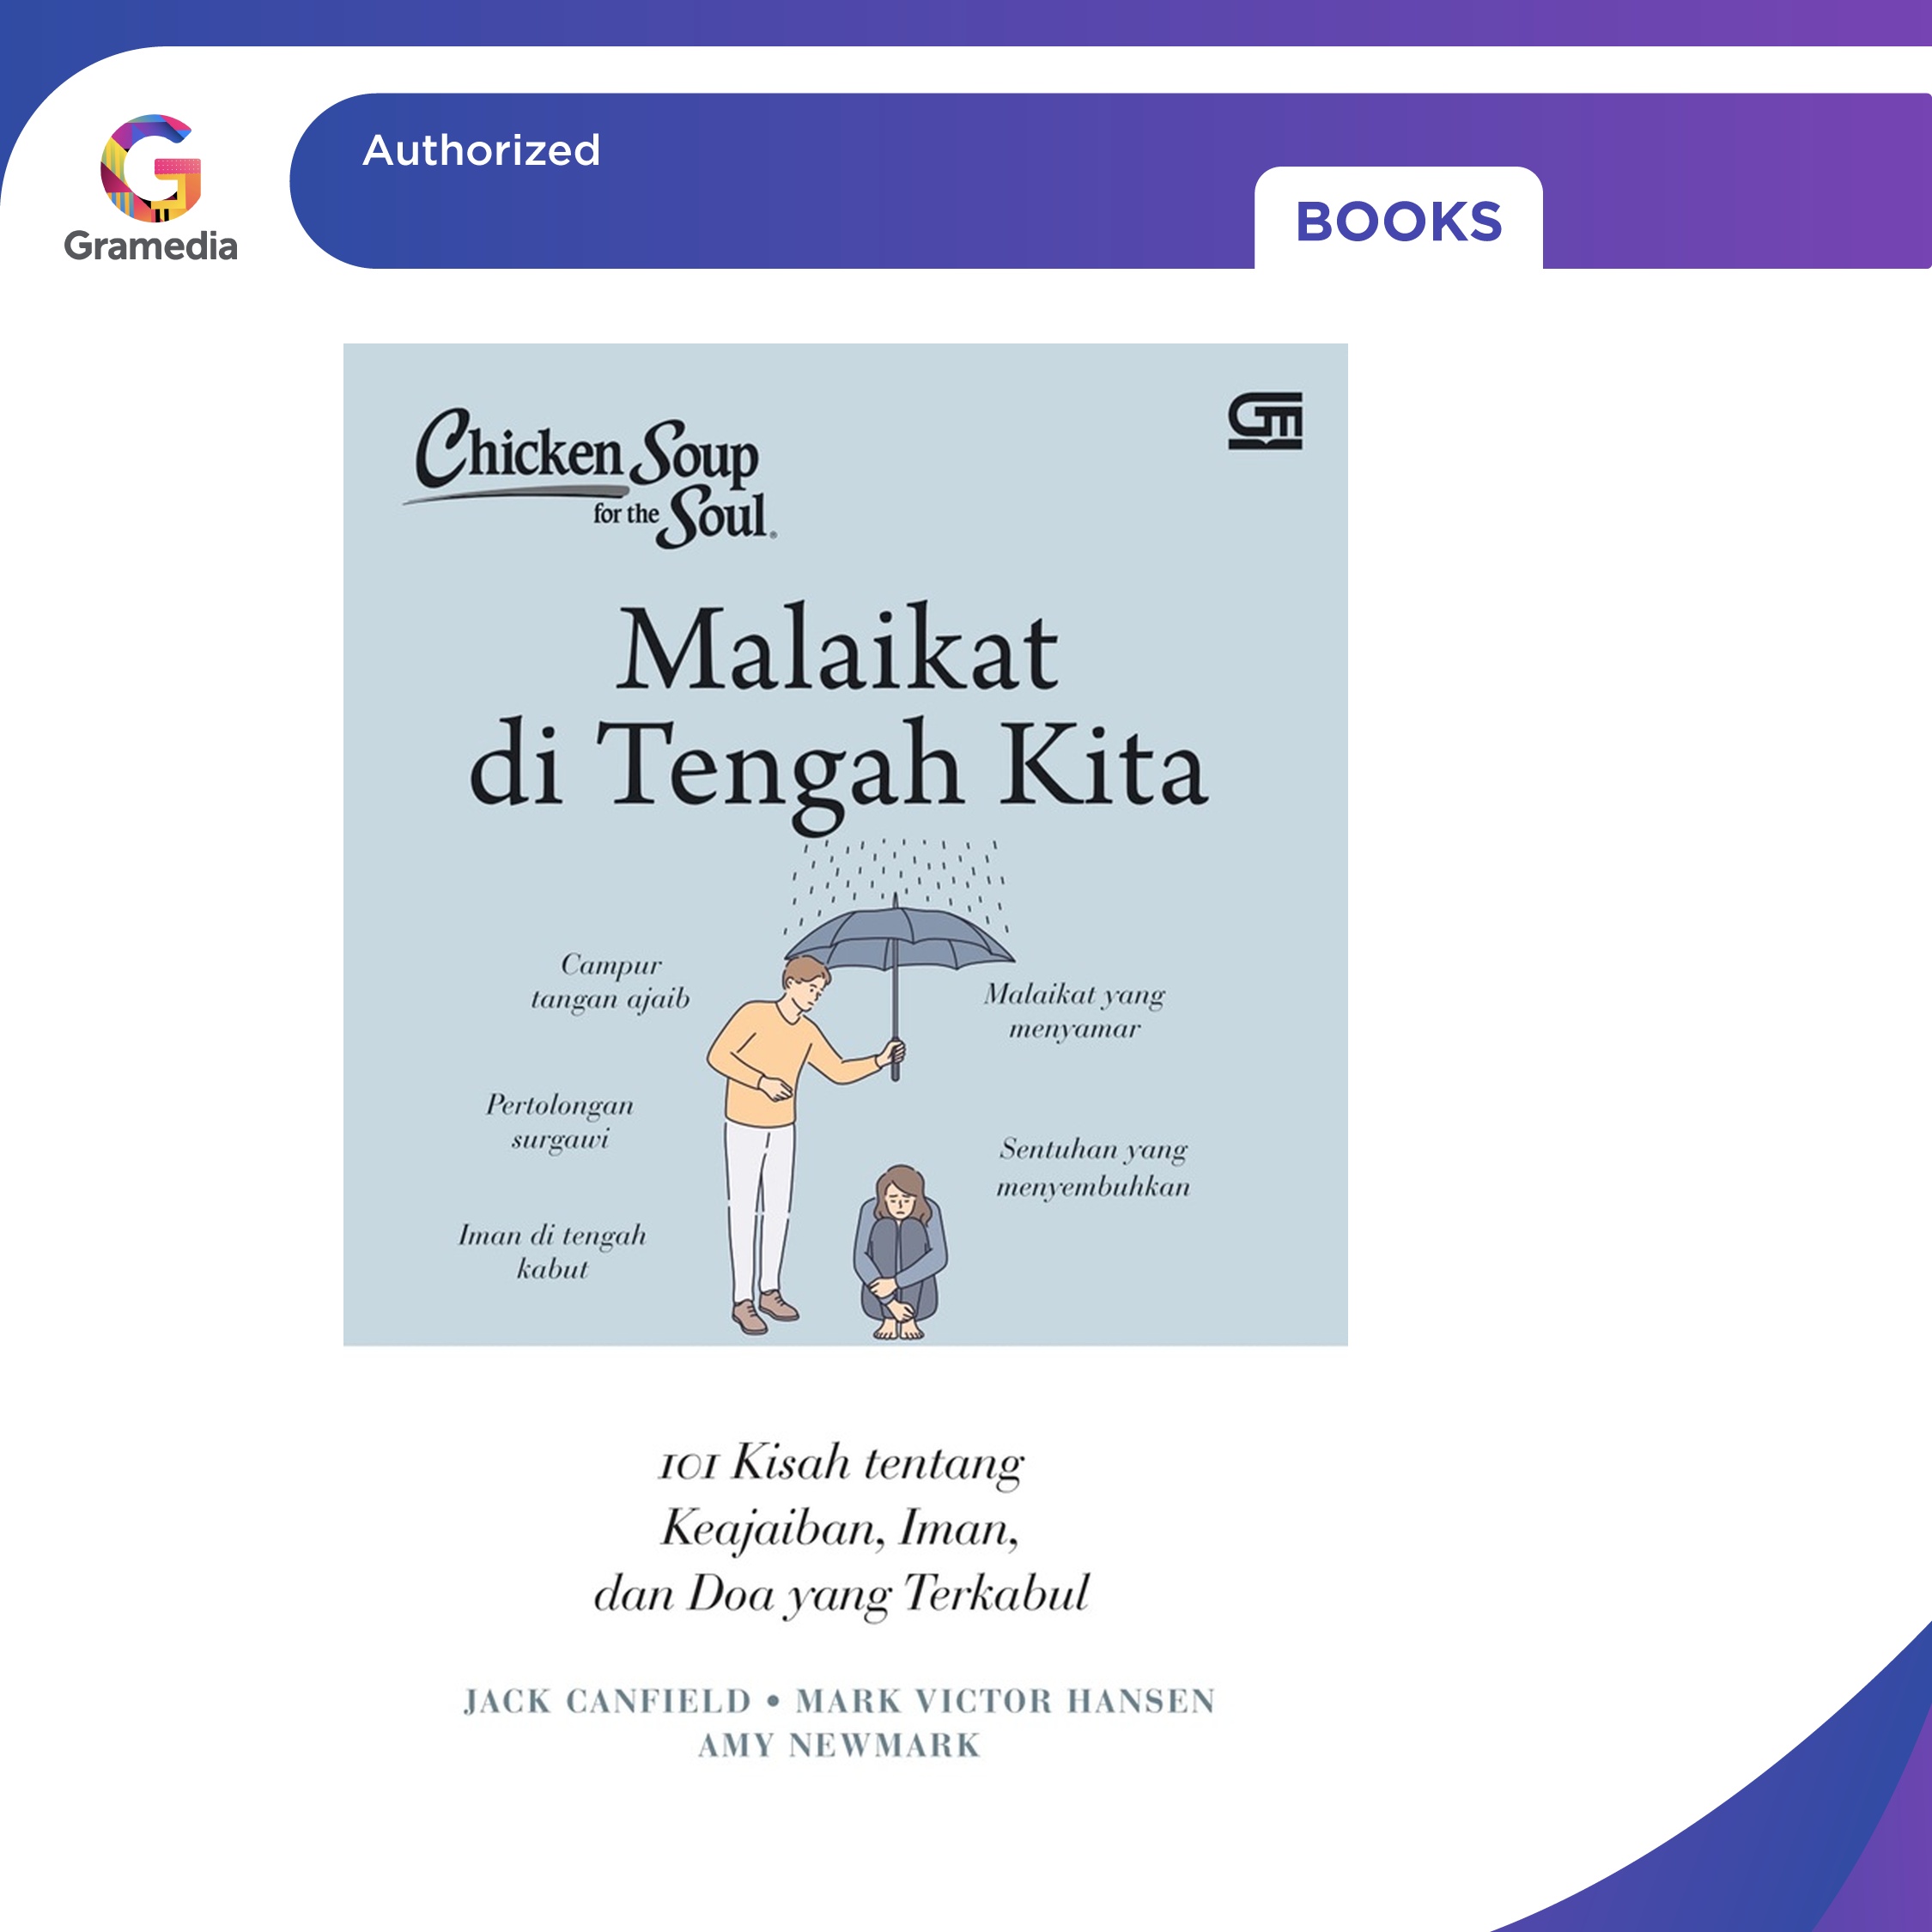 Gramedia
Authorized
BOOKS
Chicken Soup
for the Soul®
GM
Malaikat
di Tengah Kita
Campur
tangan ajaib
Malaikat yang
menyamar
Pertolongan
surgawi
Sentuhan yang
menyembuhkan
Iman di tengah
kabut
101 Kisah tentang
Keajaiban, Iman,
dan Doa yang Terkabul
JACK CANFIELD • MARK VICTOR HANSEN
AMY NEWMARK